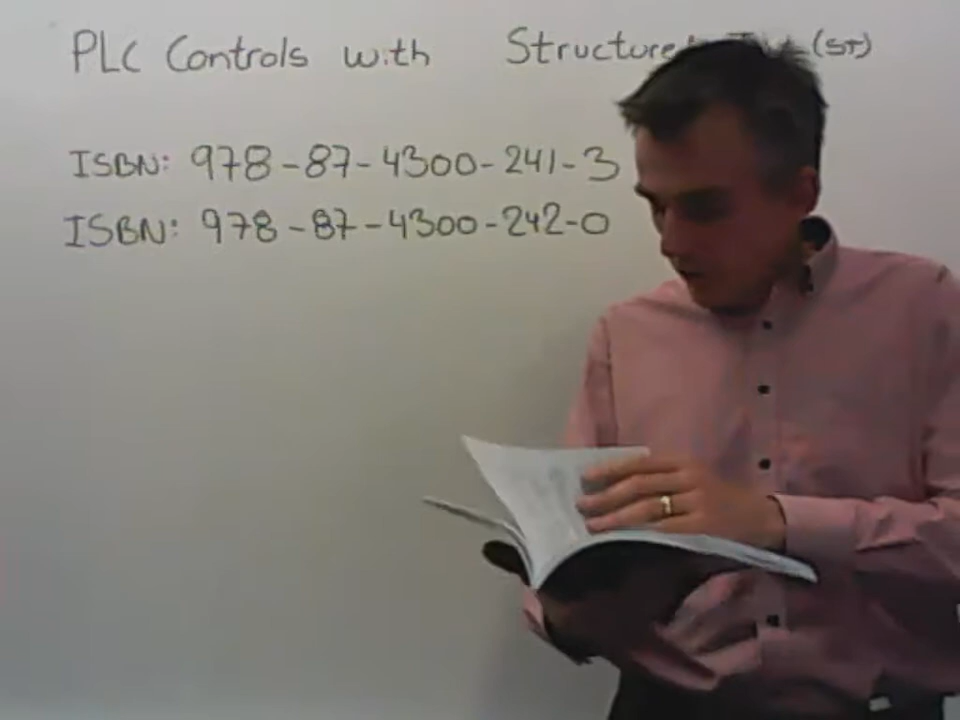 PLC Controls with Structure (ST)
ISBN: 978-87-4300-241-3
ISBN: 978-87-4300-242-0